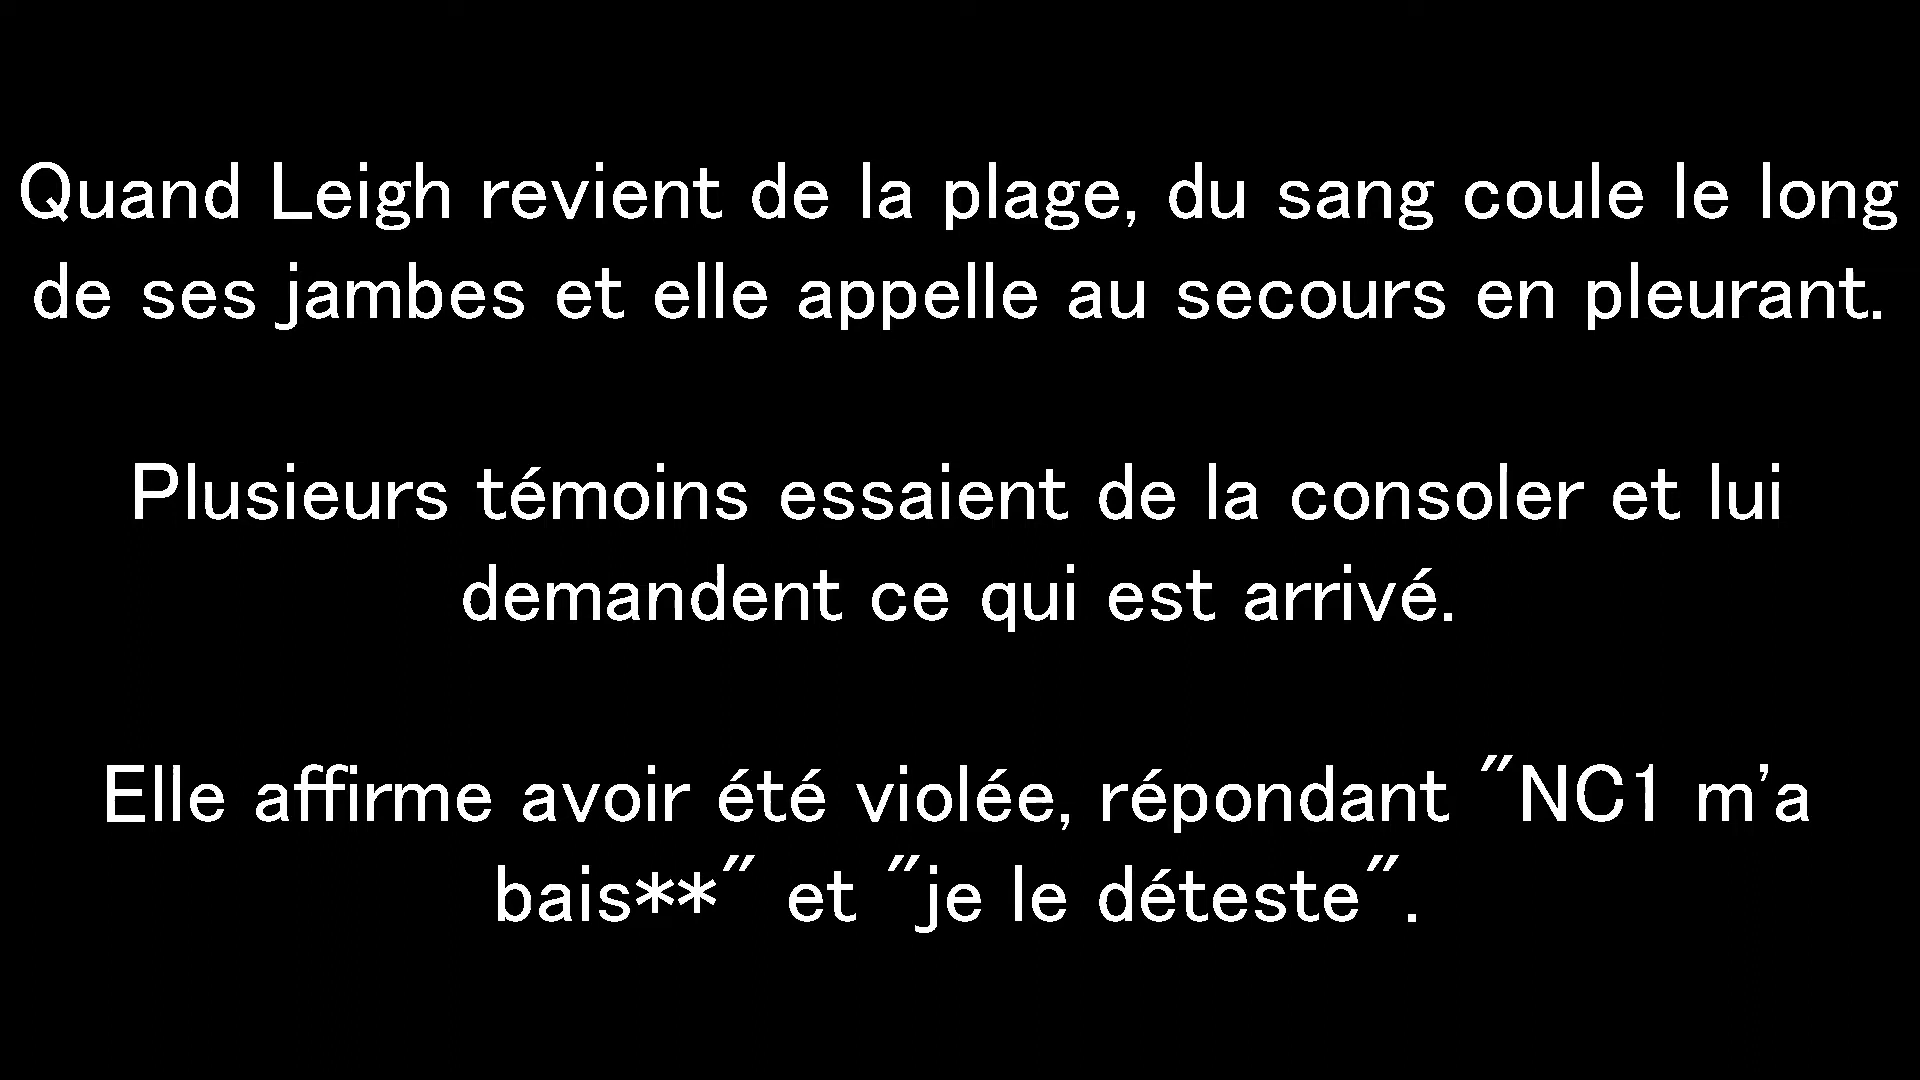 Quand Leigh revient de la plage, du sang coule le long
de ses jambes et elle appelle au secours en pleurant.
Plusieurs témoins essaient de la consoler et lui
demandent ce qui est arrivé.
Elle affirme avoir été violée, répondant "NC1 m'a
bais**" et "je le déteste".